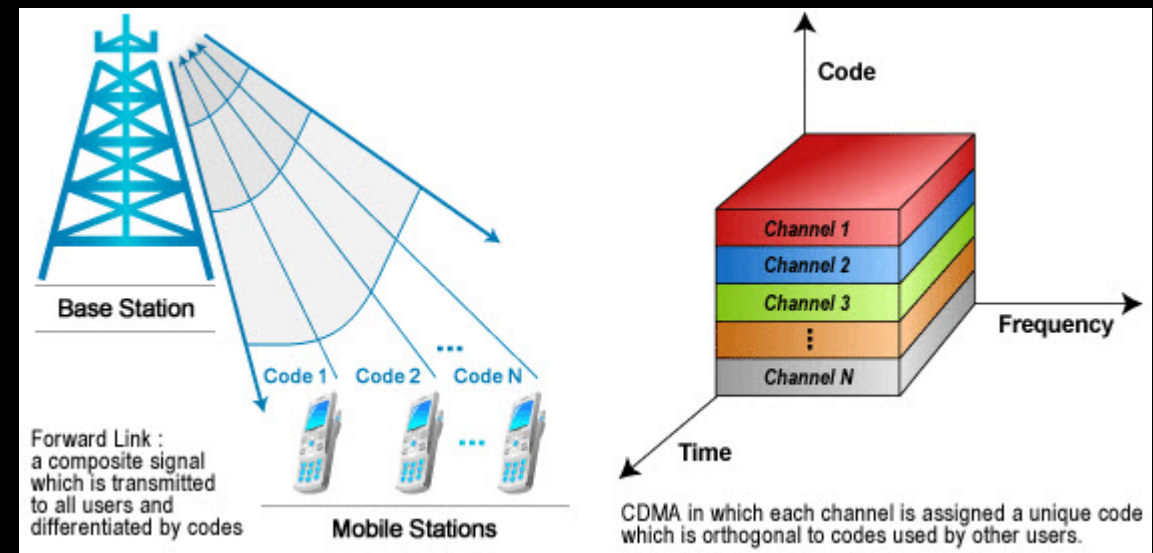 Base Station
...
Code 1
Code 2
Code N
...
Forward Link :
a composite signal
which is transmitted
to all users and
differentiated by codes
Mobile Stations
Code
Channel 1
Channel 2
Channel 3
⋮
Channel N
Frequency
Time
CDMA in which each channel is assigned a unique code
which is orthogonal to codes used by other users.